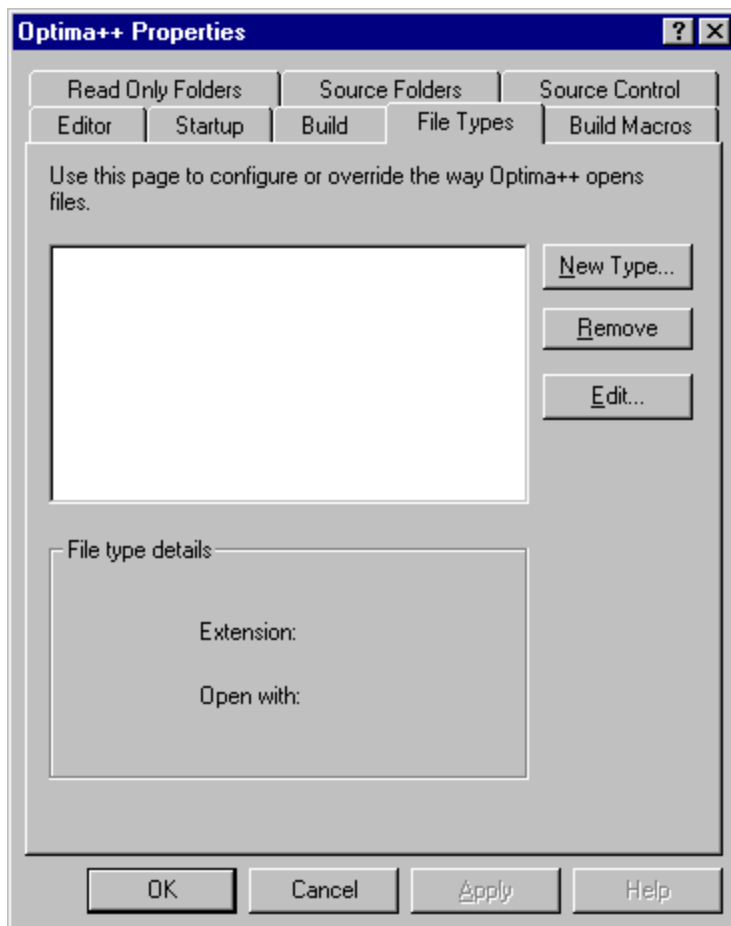 Optima++ Properties
Read Only Folders
Source Folders
Source Control
Editor
Startup
Build
File Types
Build Macros
Use this page to configure or override the way Optima++ opens
files.
New Type...
Remove
Edit...
File type details
Extension:
Open with:
OK
Cancel
Apply
Help